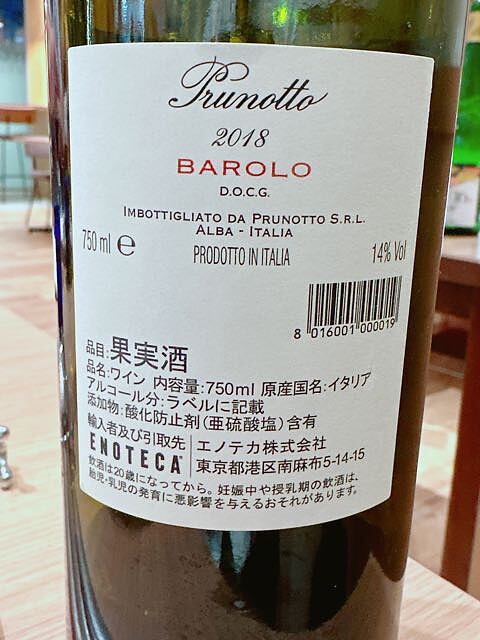 Prunotto
2018
BAROLO
D.O.C.G.
IMBOTTIGLIATO DA PRUNOTTO S.R.L.
ALBA - ITALIA
750 ml e
PRODOTTO IN ITALIA
14% Vol
8 016001 000019
品目:果実酒
品名:ワイン 内容量:750ml 原産国名:イタリア
アルコール分:ラベルに記載
添加物:酸化防止剤(亜硫酸塩)含有
輸入者及び引取先
ENOTECA
エノテカ株式会社
東京都港区南麻布5-14-15
飲酒は20歳になってから。妊娠中や授乳期の飲酒は、
胎児・乳児の発育に悪影響を与えるおそれがあります。